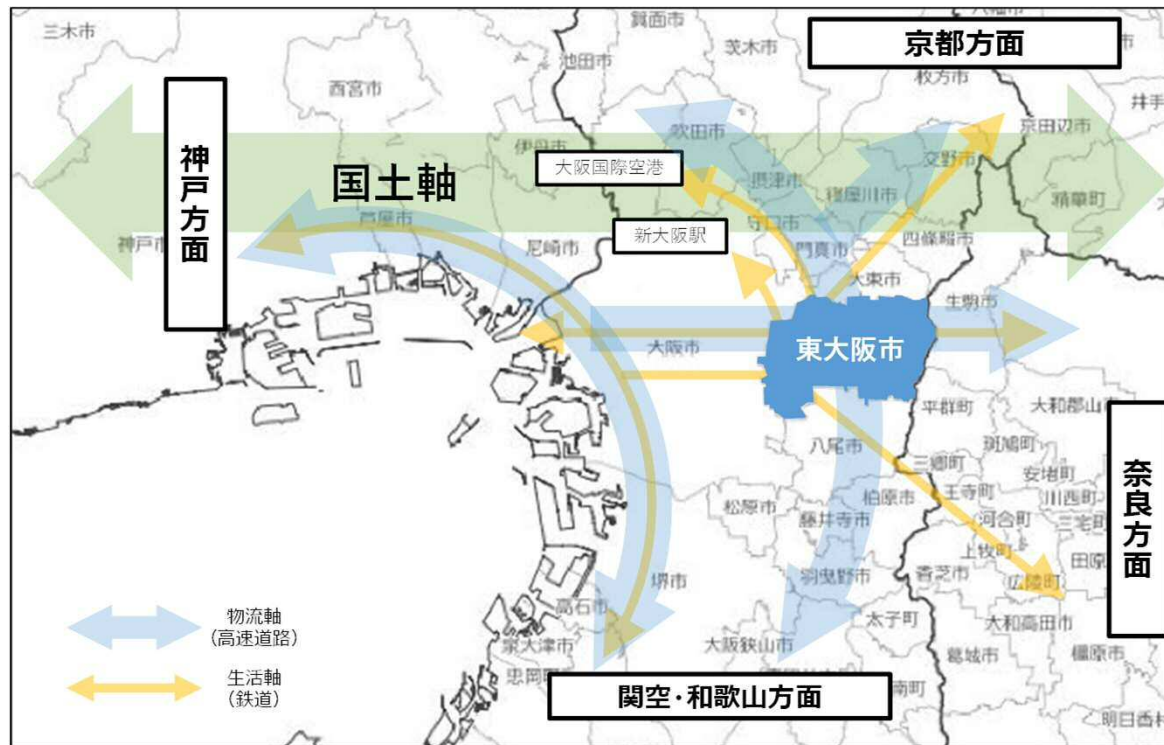 三木市
箕面市
茨木市
京都方面
池田市
枚方市
西宮市
井手
吹田市
京田辺市
伊丹市
交野市
神戸方面
大阪国際空港
摂津市
国土軸
寝屋川市
精華町
芦屋市
守口市
新大阪駅
神戸市
尼崎市
門真市
四條畷市
大東市
生駒市
大阪市
東大阪市
平群町
大和郡山市
斑鳩町
八尾市
三郷町
安堵町
奈良方面
王寺町
川西町
松原市
柏原市
河合町
三宅町
藤井寺市
上牧町
田原
羽曳野市
香芝市
広陵町
堺市
高石市
物流軸
(高速道路)
太子町
大和高田市
泉大津市
大阪狭山市
葛城市
橿原市
忠岡町
生活軸
(鉄道)
関空・和歌山方面
南町
明日香村